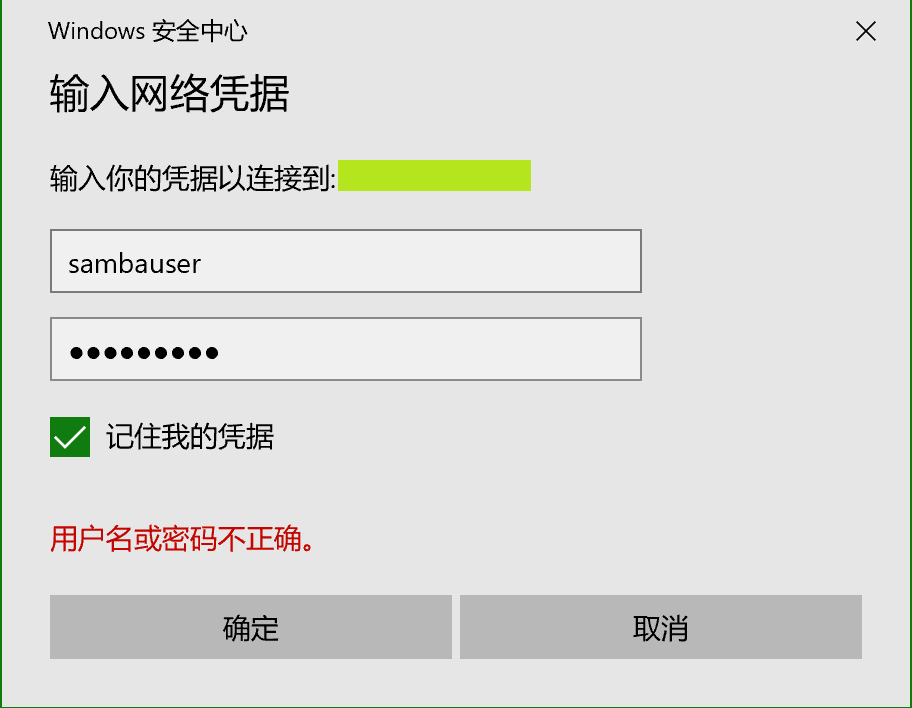 Windows 安全中心
输入网络凭据
输入你的凭据以连接到:
sambauser
●●●●●●●●●
记住我的凭据
用户名或密码不正确。
确定
取消